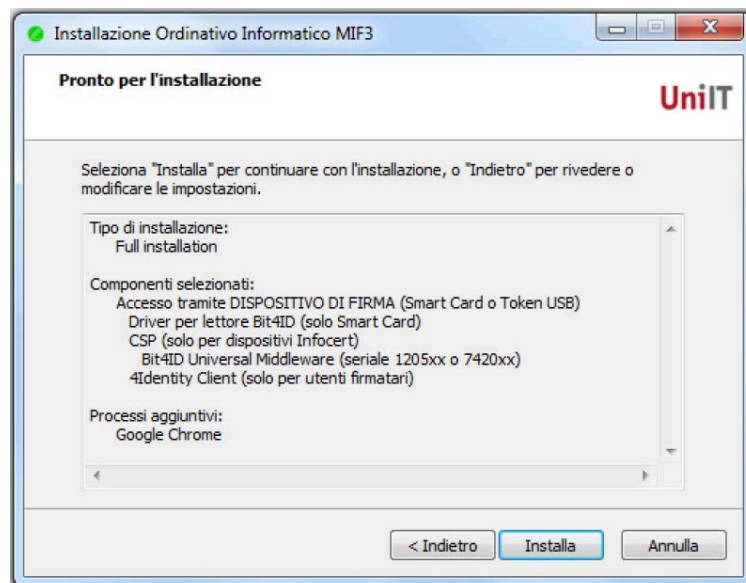 Installazione Ordinativo Informatico MIF3
Pronto per l'installazione
UniIT
Seleziona "Installa" per continuare con l'installazione, o "Indietro" per rivedere o
modificare le impostazioni.
Tipo di installazione:
Full installation
Componenti selezionati:
Accesso tramite DISPOSITIVO DI FIRMA (Smart Card o Token USB)
Driver per lettore Bit4ID (solo Smart Card)
CSP (solo per dispositivi Infocert)
Bit4ID Universal Middleware (seriale 1205xx o 7420xx)
4Identity Client (solo per utenti firmatari)
Processi aggiuntivi:
Google Chrome
< Indietro
Installa
Annulla